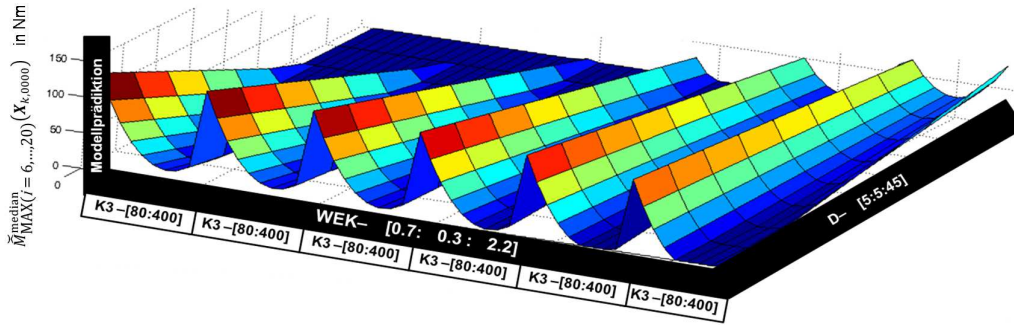 M̆ᵐᵉᵈⁱᵃⁿ_MAX(i = 6,...,20) (x_k,0000) in Nm
Modellprädiktion
150
100
50
0
0
K3–[80:400]
K3–[80:400]
K3–[80:400]
K3–[80:400]
K3–[80:400]
K3–[80:400]
WEK– [0.7: 0.3 : 2.2]
D– [5:5:45]